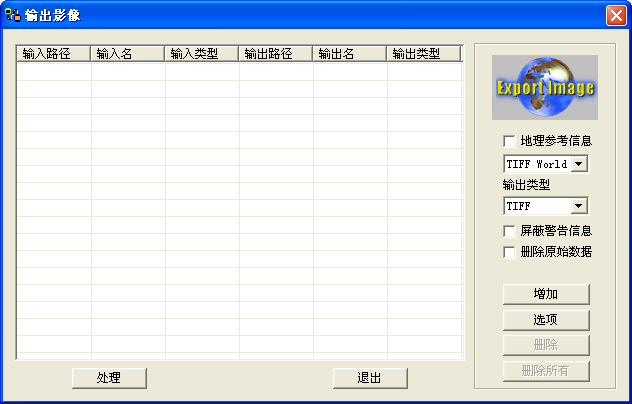 输出影像
输入路径 输入名 输入类型 输出路径 输出名 输出类型
Export Image
地理参考信息
TIFF World
输出类型
TIFF
屏蔽警告信息
删除原始数据
增加
选项
删除
删除所有
处理 退出